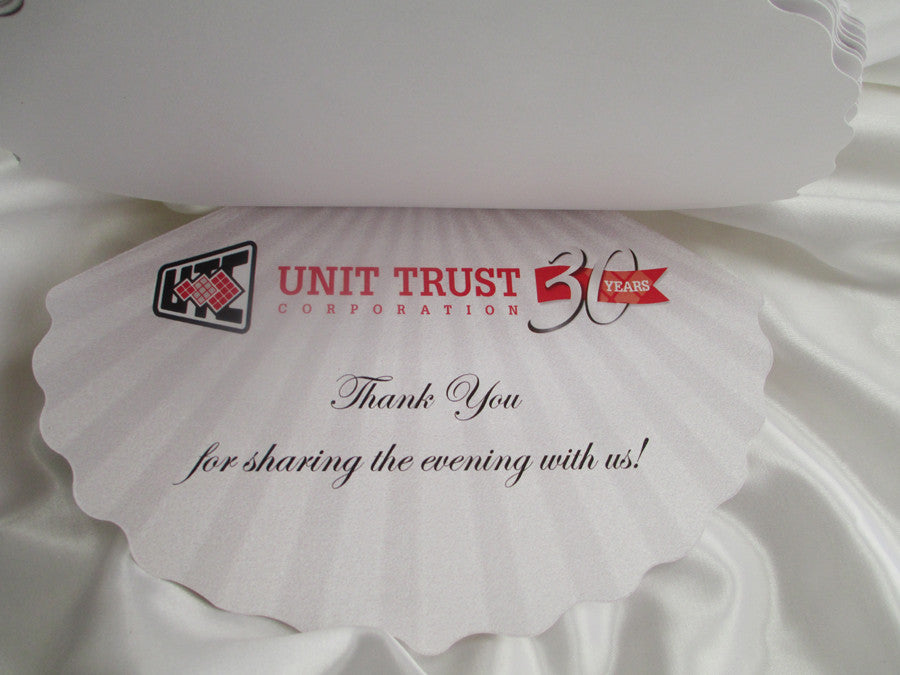 UTC UNIT TRUST 30 YEARS
CORPORATION
Thank You
for sharing the evening with us!